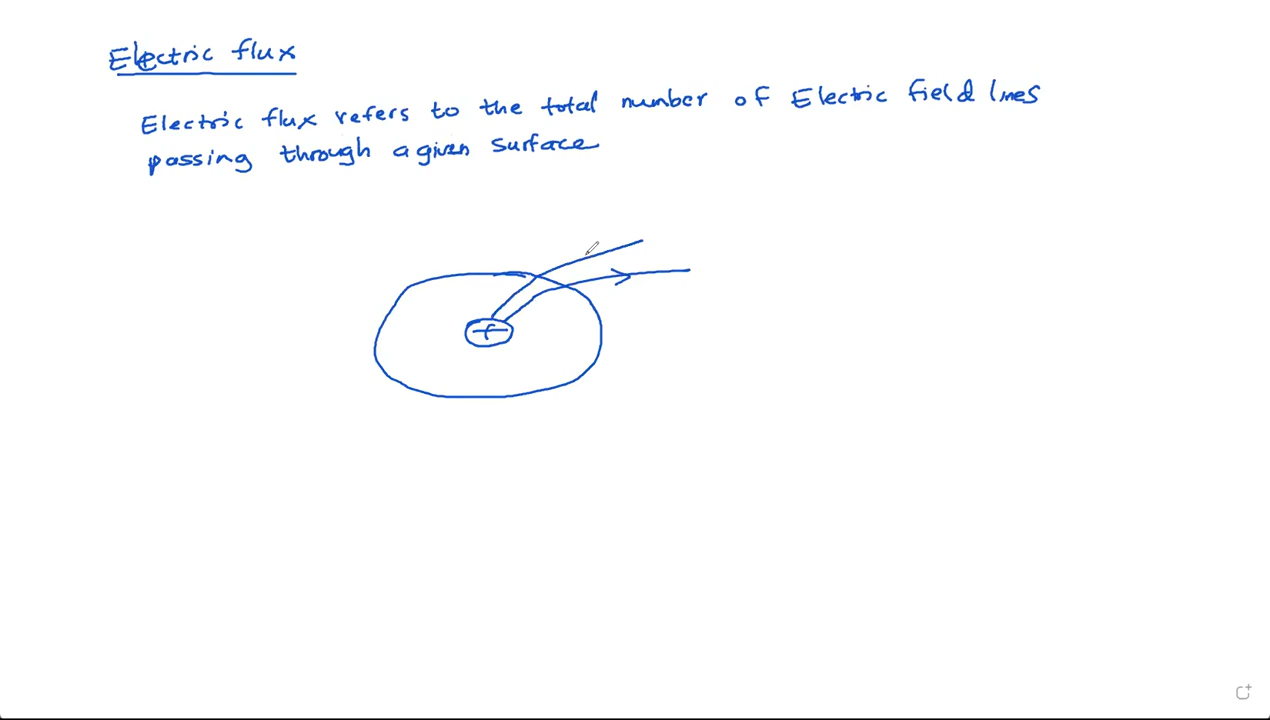 Electric flux
Electric flux refers to the total number of Electric field lines
passing through a given surface
+